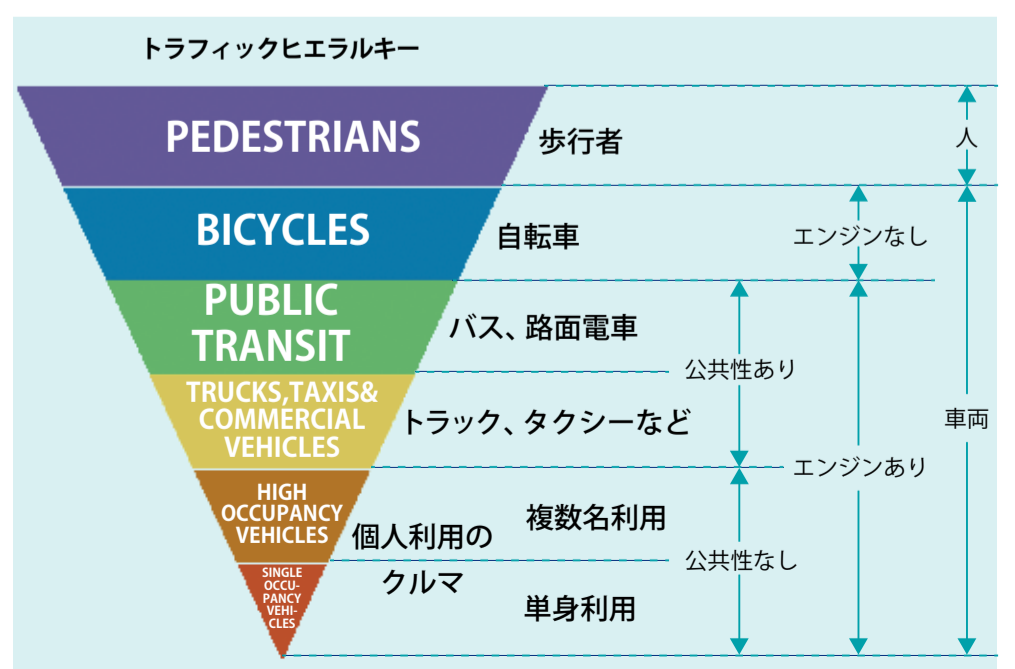 トラフィックヒエラルキー
PEDESTRIANS
歩行者
人
BICYCLES
自転車
エンジンなし
PUBLIC
TRANSIT
バス、路面電車
公共性あり
TRUCKS,TAXIS&
COMMERCIAL
VEHICLES
トラック、タクシーなど
車両
エンジンあり
HIGH
OCCUPANCY
VEHICLES
複数名利用
個人利用の
クルマ
公共性なし
SINGLE
OCCU-
PANCY
VEHI-
CLES
単身利用